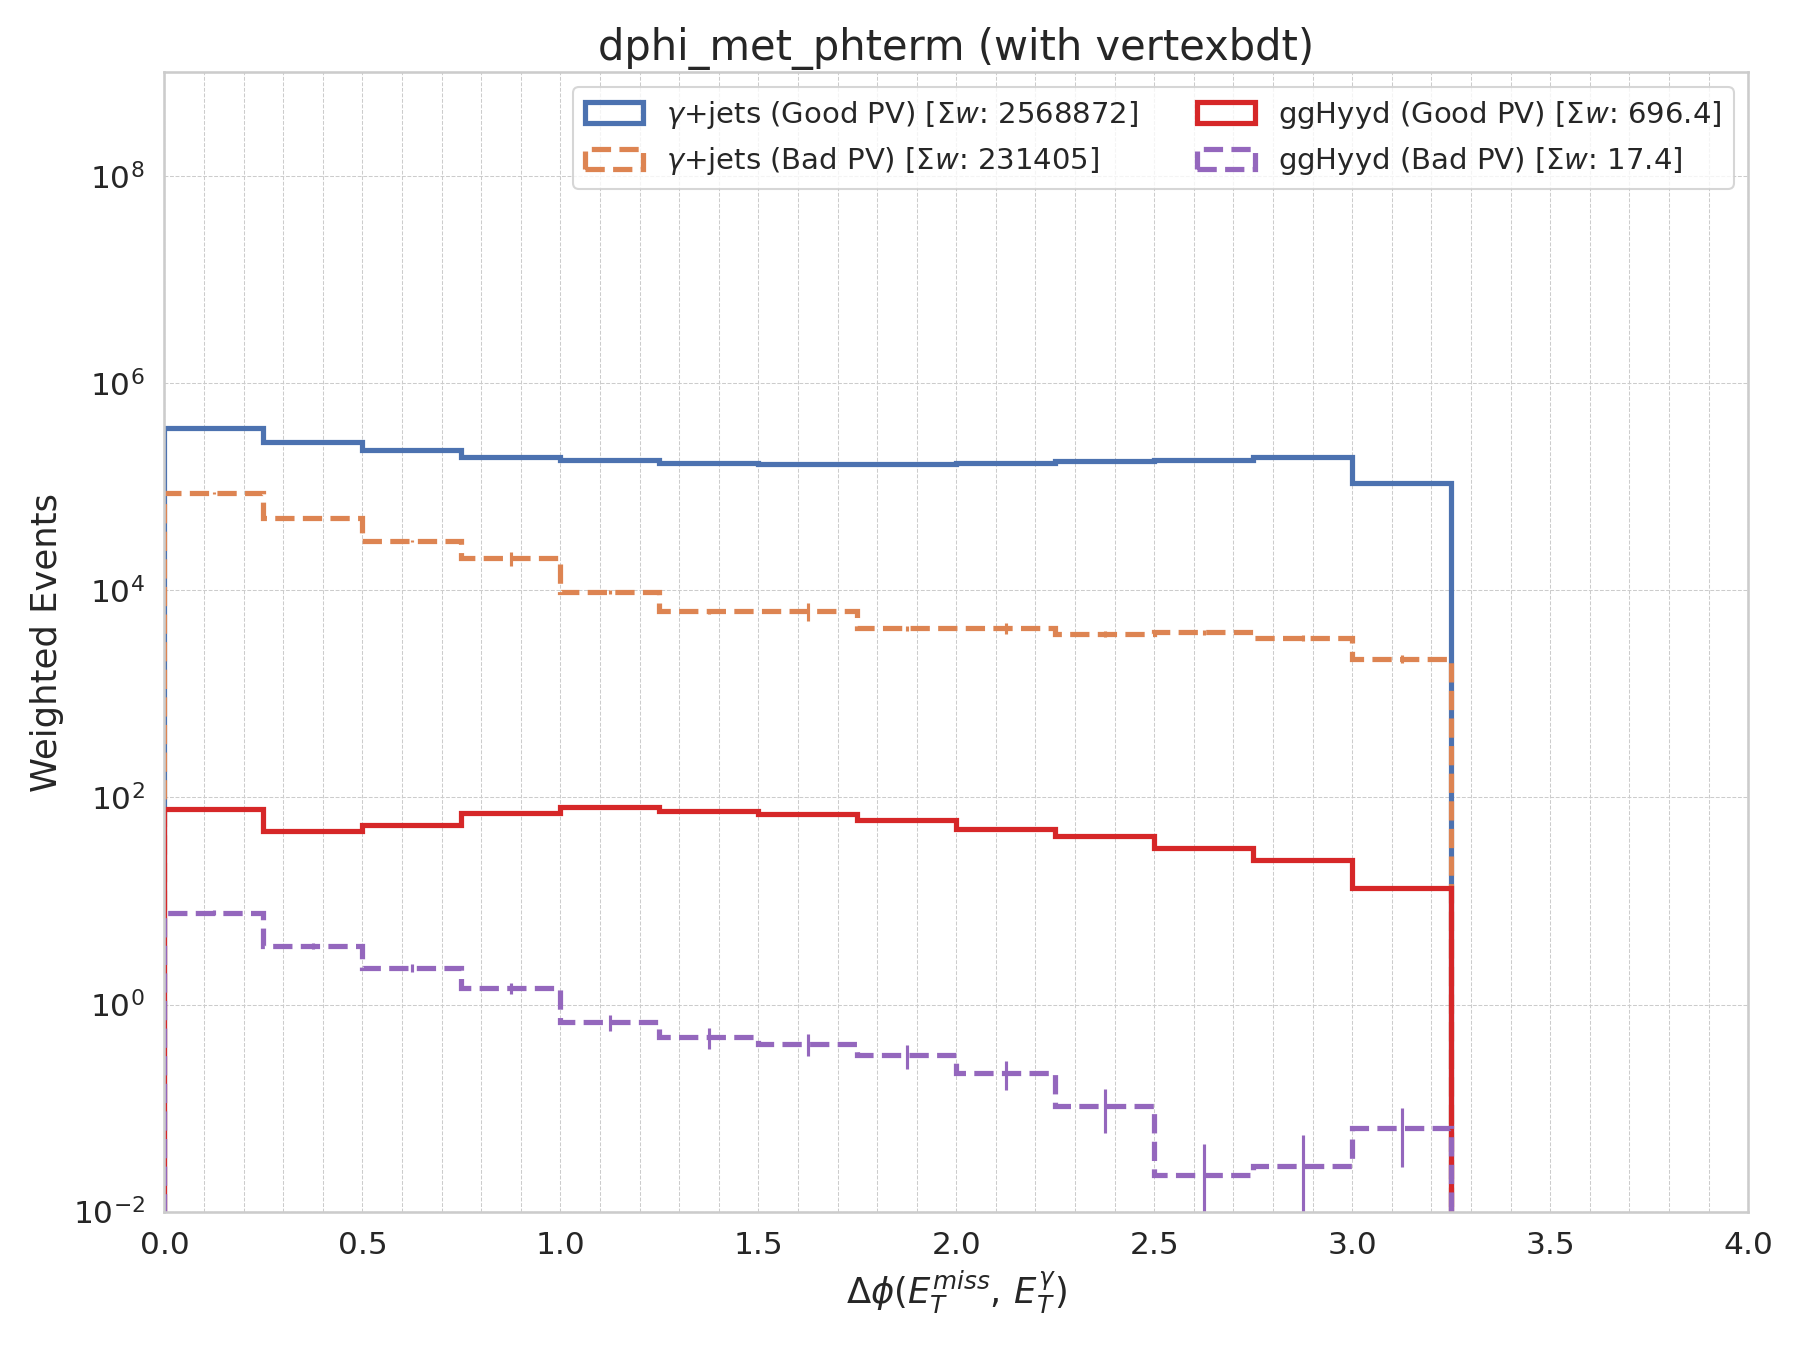 dphi_met_phterm (with vertexbdt)
γ+jets (Good PV) [Σw: 2568872]
γ+jets (Bad PV) [Σw: 231405]
ggHyyd (Good PV) [Σw: 696.4]
ggHyyd (Bad PV) [Σw: 17.4]
Weighted Events
10^8
10^6
10^4
10^2
10^0
10^−2
0.0 0.5 1.0 1.5 2.0 2.5 3.0 3.5 4.0
Δϕ(E_T^miss, E_T^γ)